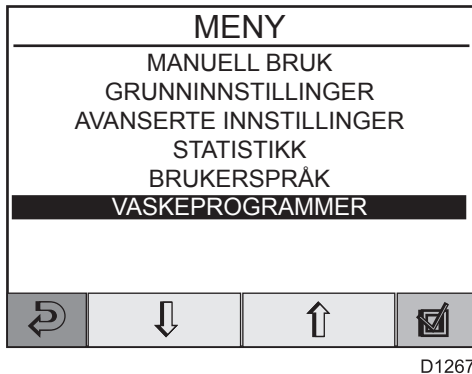 MENY
MANUELL BRUK
GRUNNINNSTILLINGER
AVANSERTE INNSTILLINGER
STATISTIKK
BRUKERSPRÅK
VASKEPROGRAMMER
D1267